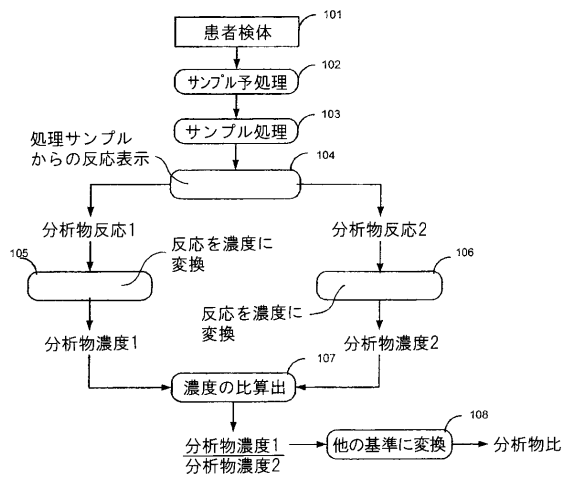 101
患者検体
102
サンプル予処理
103
サンプル処理
処理サンプル
からの反応表示
104
分析物反応1
分析物反応2
105
反応を濃度に
変換
106
反応を濃度に
変換
分析物濃度1
分析物濃度2
107
濃度の比算出
108
分析物濃度1
分析物濃度2
他の基準に変換
分析物比